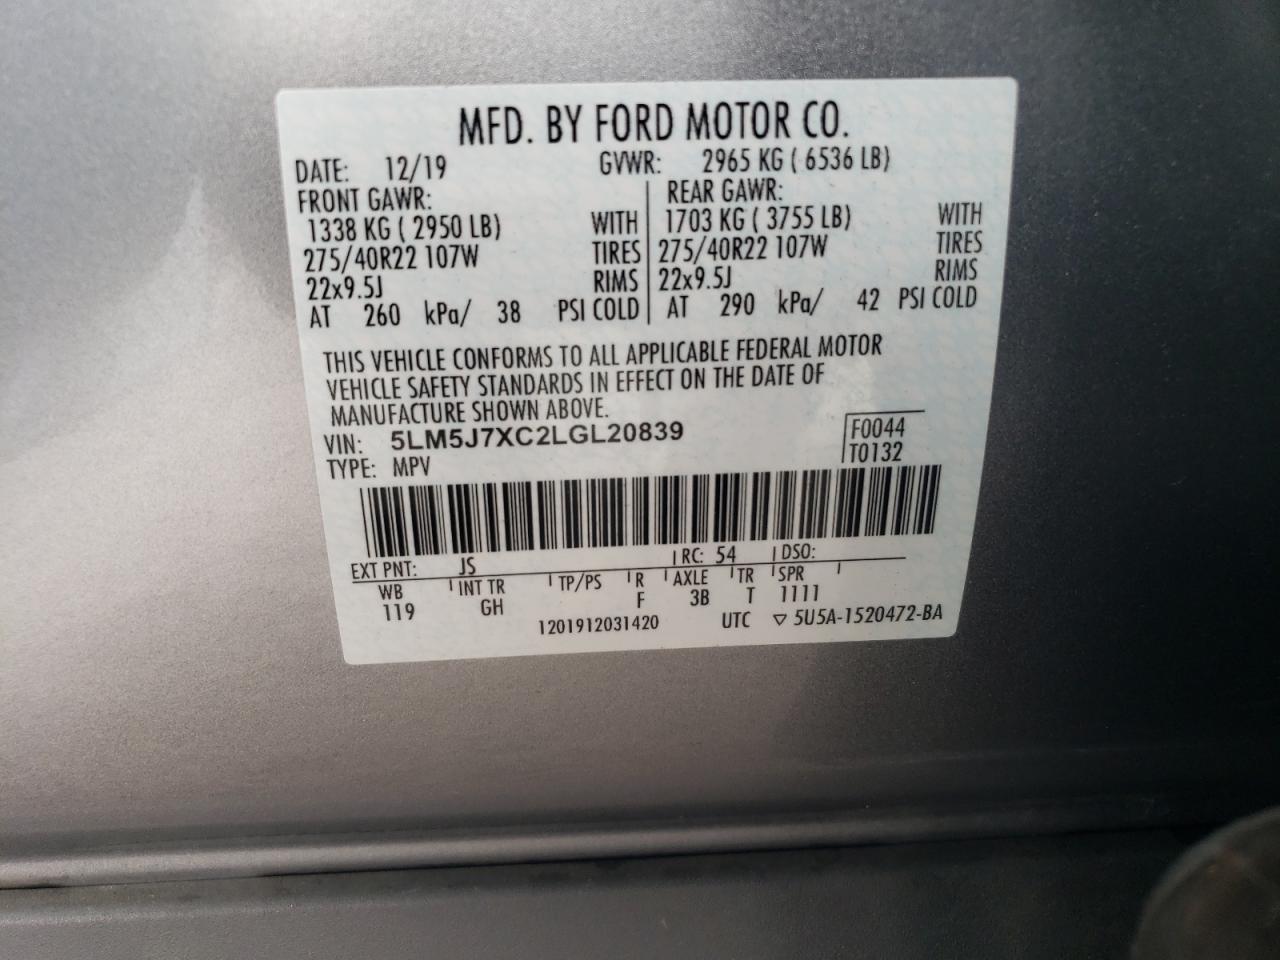 MFD. BY FORD MOTOR CO.
DATE: 12/19 GVWR: 2965 KG ( 6536 LB)
FRONT GAWR: REAR GAWR:
1338 KG ( 2950 LB) WITH 1703 KG ( 3755 LB) WITH
275/40R22 107W TIRES 275/40R22 107W TIRES
22x9.5J RIMS 22x9.5J RIMS
AT 260 kPa/ 38 PSI COLD AT 290 kPa/ 42 PSI COLD
THIS VEHICLE CONFORMS TO ALL APPLICABLE FEDERAL MOTOR
VEHICLE SAFETY STANDARDS IN EFFECT ON THE DATE OF
MANUFACTURE SHOWN ABOVE.
VIN: 5LM5J7XC2LGL20839 F0044
TYPE: MPV T0132
EXT PNT: JS RC: 54 DSO:
WB INT TR TP/PS R AXLE TR SPR
119 GH F 3B T 1111
1201912031420 UTC ▽ 5U5A-1520472-BA